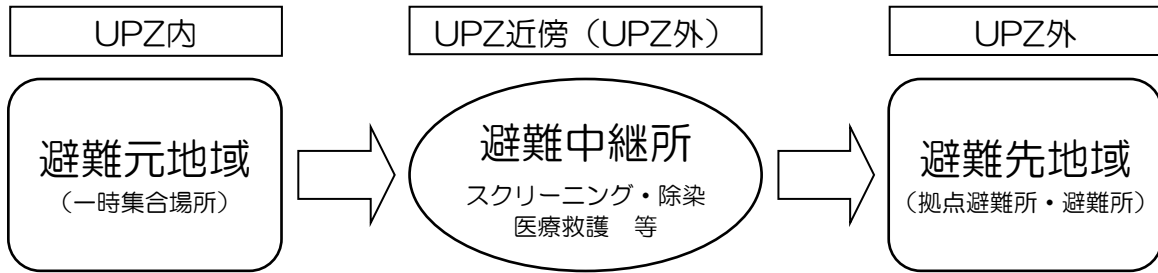 UPZ内
UPZ近傍（UPZ外）
UPZ外
避難元地域
（一時集合場所）
避難中継所
スクリーニング・除染
医療救護　等
避難先地域
（拠点避難所・避難所）